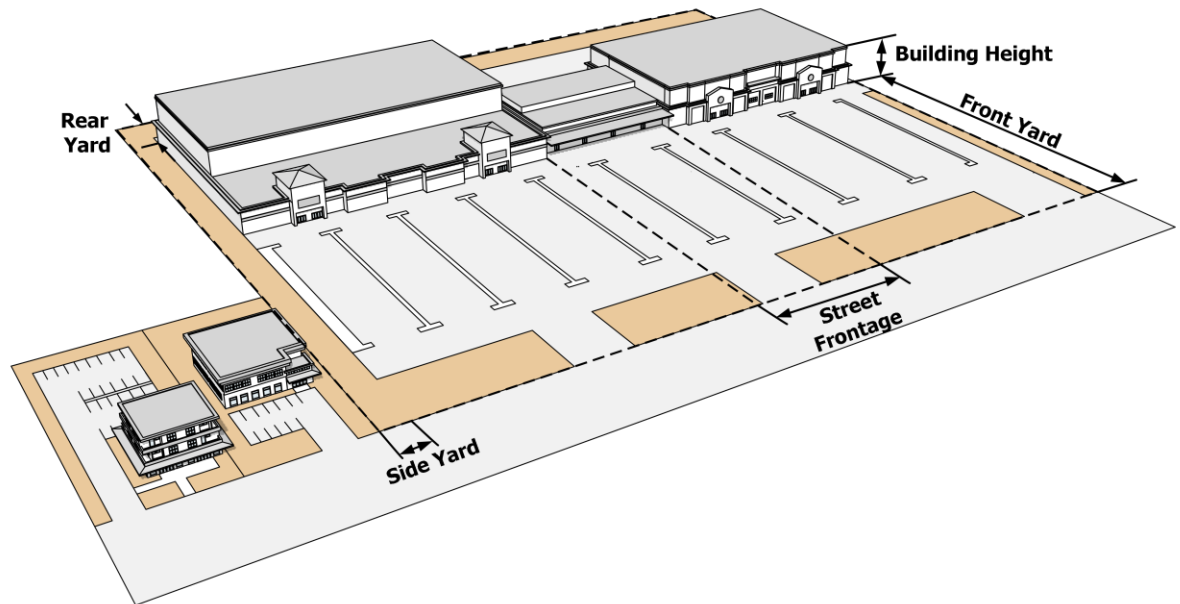 Building Height
Front Yard
Rear
Yard
Street
Frontage
Side Yard